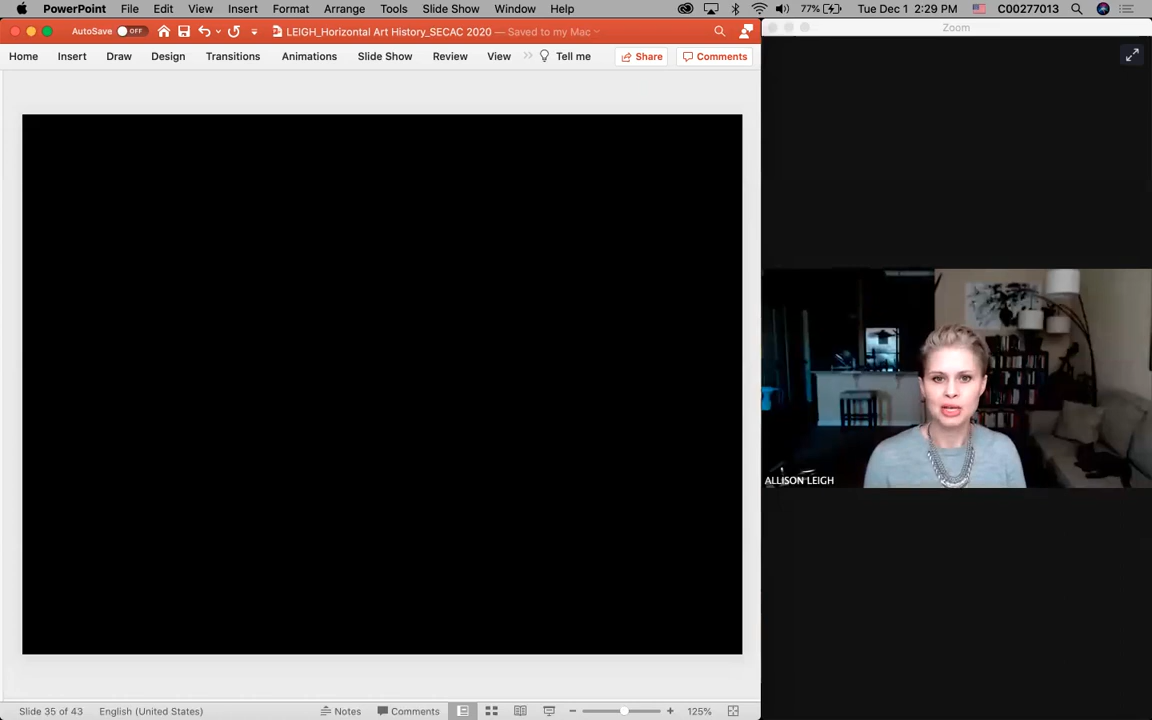 PowerPoint File Edit View Insert Format Arrange Tools Slide Show Window Help 77% Tue Dec 1 2:29 PM C00277013
AutoSave OFF LEIGH_Horizontal Art History_SECAC 2020 — Saved to my Mac
Zoom
Home Insert Draw Design Transitions Animations Slide Show Review View Tell me Share Comments
ALLISON LEIGH
Slide 35 of 43 English (United States) Notes Comments 125%